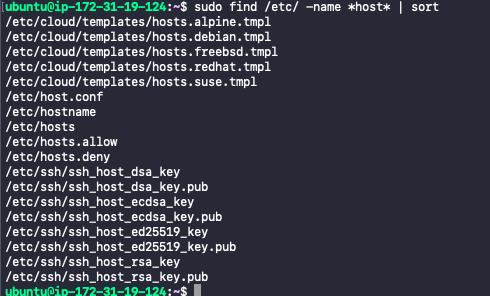 ubuntu@ip-172-31-19-124:~$ sudo find /etc/ -name *host* | sort
/etc/cloud/templates/hosts.alpine.tmpl
/etc/cloud/templates/hosts.debian.tmpl
/etc/cloud/templates/hosts.freebsd.tmpl
/etc/cloud/templates/hosts.redhat.tmpl
/etc/cloud/templates/hosts.suse.tmpl
/etc/host.conf
/etc/hostname
/etc/hosts
/etc/hosts.allow
/etc/hosts.deny
/etc/ssh/ssh_host_dsa_key
/etc/ssh/ssh_host_dsa_key.pub
/etc/ssh/ssh_host_ecdsa_key
/etc/ssh/ssh_host_ecdsa_key.pub
/etc/ssh/ssh_host_ed25519_key
/etc/ssh/ssh_host_ed25519_key.pub
/etc/ssh/ssh_host_rsa_key
/etc/ssh/ssh_host_rsa_key.pub
ubuntu@ip-172-31-19-124:~$